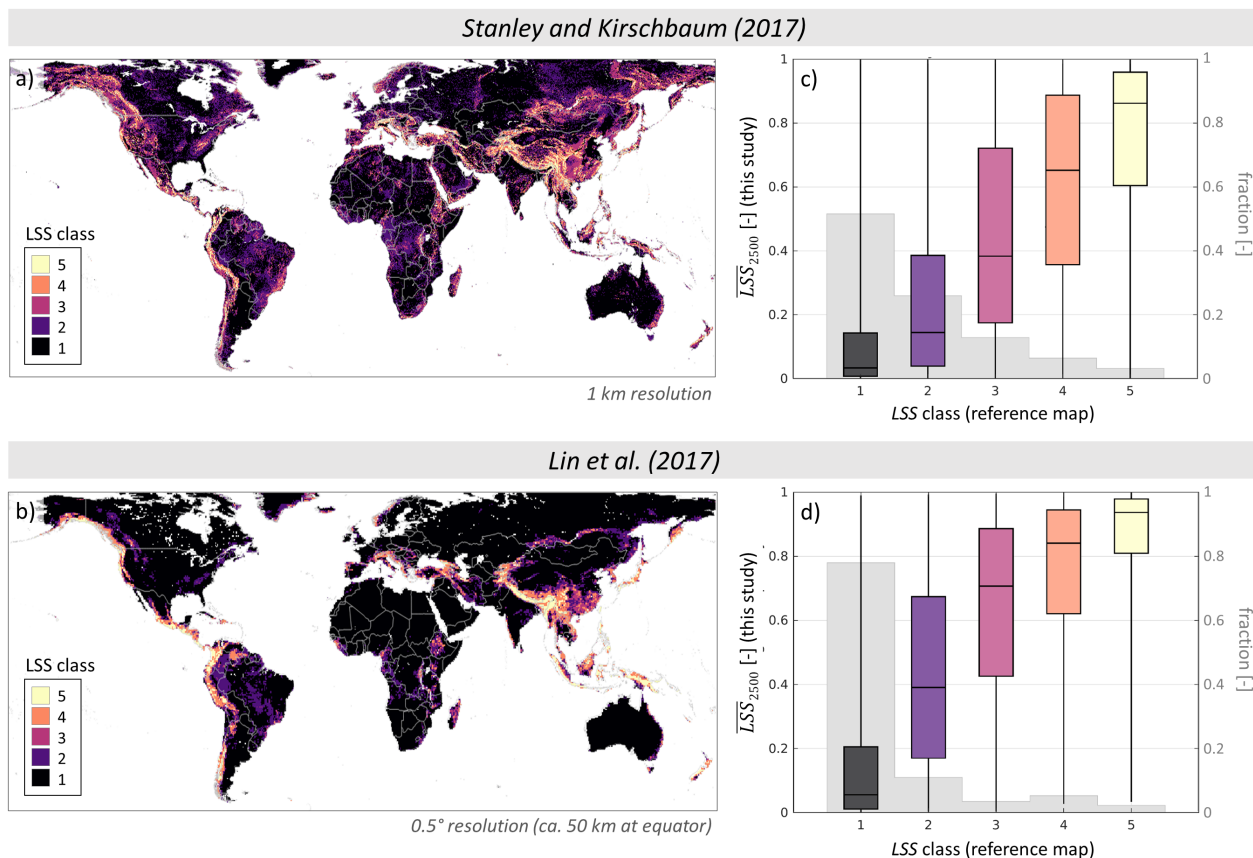 Stanley and Kirschbaum (2017)
a)
LSS class
5
4
3
2
1
1 km resolution
c)
1
0.8
0.6
0.4
0.2
0
LSS2500 [-] (this study)
1
0.8
0.6
0.4
0.2
0
fraction [-]
1 2 3 4 5
LSS class (reference map)
Lin et al. (2017)
b)
LSS class
5
4
3
2
1
0.5° resolution (ca. 50 km at equator)
d)
1
0.8
0.6
0.4
0.2
0
LSS2500 [-] (this study)
1
0.8
0.6
0.4
0.2
0
fraction [-]
1 2 3 4 5
LSS class (reference map)